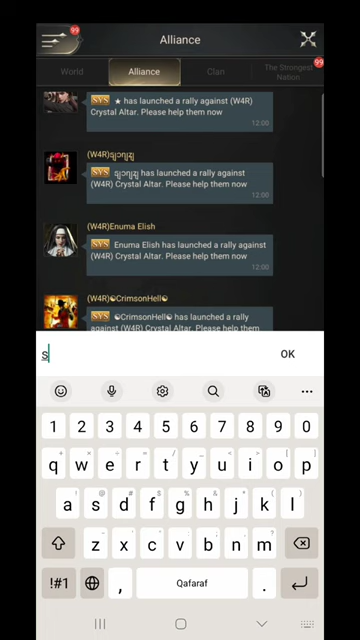 99
Alliance
World
Alliance
Clan
The Strongest
Nation
99
SYS ★ has launched a rally against (W4R)
Crystal Altar. Please help them now
12:00
SYS has launched a rally against
(W4R) Crystal Altar. Please help them now
12:00
(W4R)Enuma Elish
SYS Enuma Elish has launched a rally against
(W4R) Crystal Altar. Please help them now
12:00
(W4R)☯CrimsonHell☯
SYS ☯CrimsonHell☯ has launched a rally
against (W4R) Crystal Altar. Please help them
s
OK
1 2 3 4 5 6 7 8 9 0
q w e r t y u i o p
a s d f g h j k l
z x c v b n m
!#1 , Qafaraf .